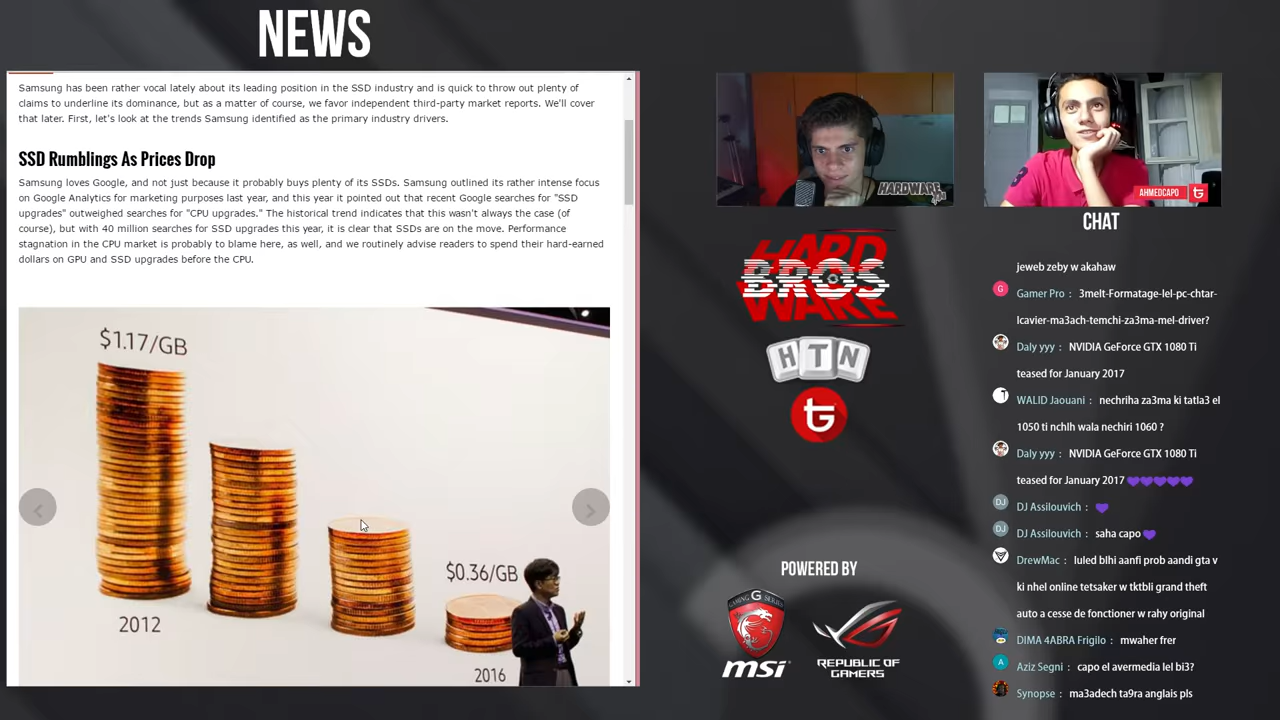 NEWS
Samsung has been rather vocal lately about its leading position in the SSD industry and is quick to throw out plenty of
claims to underline its dominance, but as a matter of course, we favor independent third-party market reports. We'll cover
that later. First, let's look at the trends Samsung identified as the primary industry drivers.
SSD Rumblings As Prices Drop
Samsung loves Google, and not just because it probably buys plenty of its SSDs. Samsung outlined its rather intense focus
on Google Analytics for marketing purposes last year, and this year it pointed out that recent Google searches for "SSD
upgrades" outweighed searches for "CPU upgrades." The historical trend indicates that this wasn't always the case (of
course), but with 40 million searches for SSD upgrades this year, it is clear that SSDs are on the move. Performance
stagnation in the CPU market is probably to blame here, as well, and we routinely advise readers to spend their hard-earned
dollars on GPU and SSD upgrades before the CPU.
$1.17/GB
$0.36/GB
2012
2016
HARDWARE
AHMEDCAPO
HARD
BROS
WARE
HTN
POWERED BY
GAMING G SERIES
msi
REPUBLIC OF
GAMERS
CHAT
jeweb zeby w akahaw
G Gamer Pro : 3melt-Formatage-lel-pc-chtar-
lcavier-ma3ach-temchi-za3ma-mel-driver?
Daly yyy : NVIDIA GeForce GTX 1080 Ti
teased for January 2017
WALID Jaouani : nechriha za3ma ki tatla3 el
1050 ti nchlh wala nechiri 1060 ?
Daly yyy : NVIDIA GeForce GTX 1080 Ti
teased for January 2017 💜💜💜💜💜
DJ DJ Assilouvich : 💜
DJ DJ Assilouvich : saha capo 💜
DrewMac : luled blhi aanfi prob aandi gta v
ki nhel online tetsaker w tktbli grand theft
auto a cesse de fonctioner w rahy original
DIMA 4ABRA Frigilo : mwaher frer
A Aziz Segni : capo el avermedia lel bi3?
Synopse : ma3adech ta9ra anglais pls